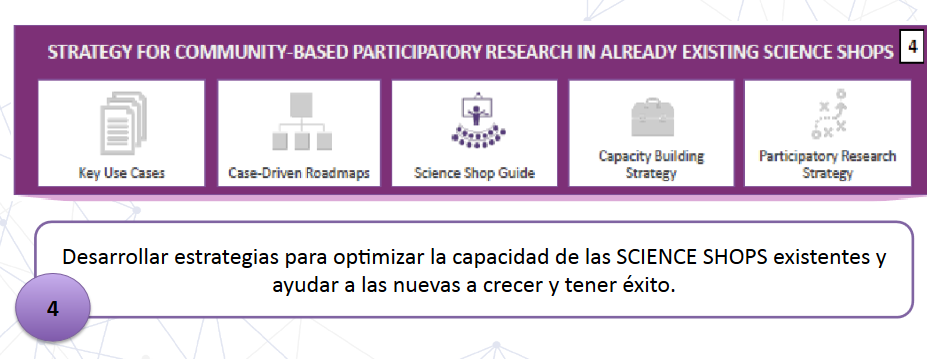 STRATEGY FOR COMMUNITY-BASED PARTICIPATORY RESEARCH IN ALREADY EXISTING SCIENCE SHOPS 4
Key Use Cases
Case-Driven Roadmaps
Science Shop Guide
Capacity Building
Strategy
Participatory Research
Strategy
Desarrollar estrategias para optimizar la capacidad de las SCIENCE SHOPS existentes y
ayudar a las nuevas a crecer y tener éxito.
4